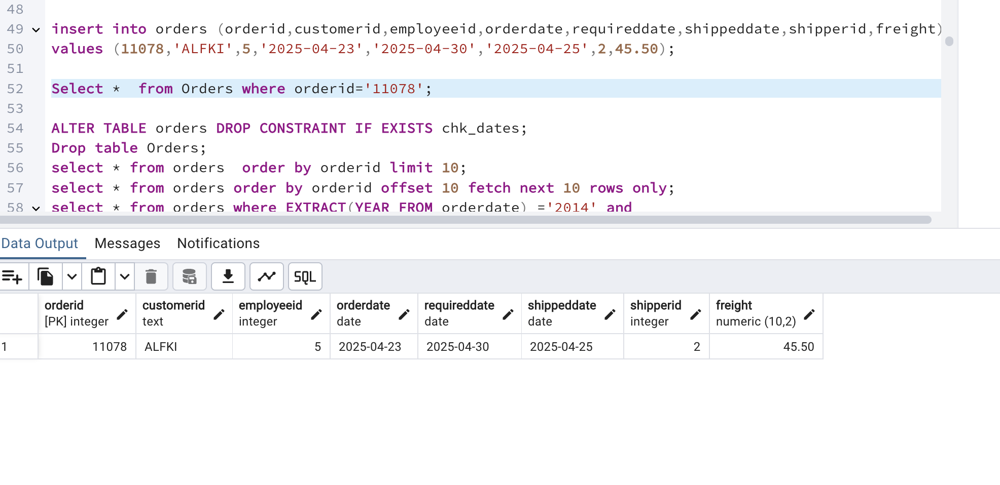 48
49 insert into orders (orderid,customerid,employeeid,orderdate,requireddate,shippeddate,shipperid,freight)
50 values (11078,'ALFKI',5,'2025-04-23','2025-04-30','2025-04-25',2,45.50);
51
52 Select *  from Orders where orderid='11078';
53
54 ALTER TABLE orders DROP CONSTRAINT IF EXISTS chk_dates;
55 Drop table Orders;
56 select * from orders  order by orderid limit 10;
57 select * from orders order by orderid offset 10 fetch next 10 rows only;
58 select * from orders where EXTRACT(YEAR FROM orderdate) ='2014' and
Data Output Messages Notifications
SQL
orderid customerid employeeid orderdate requireddate shippeddate shipperid freight
[PK] integer text integer date date date integer numeric (10,2)
1 11078 ALFKI 5 2025-04-23 2025-04-30 2025-04-25 2 45.50